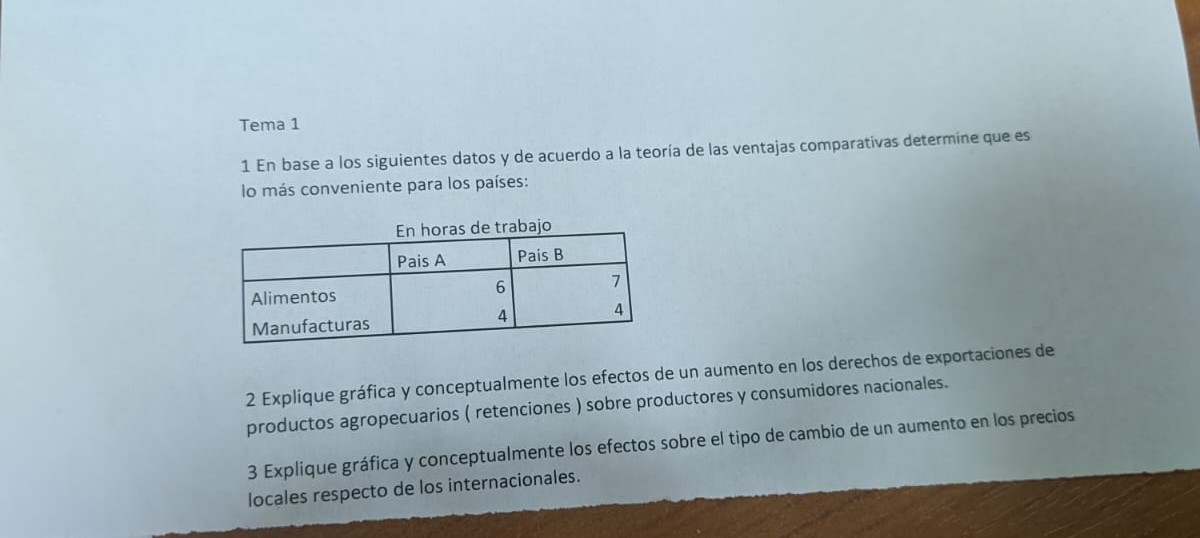 Tema 1
1 En base a los siguientes datos y de acuerdo a la teoría de las ventajas comparativas determine que es
lo más conveniente para los países:
En horas de trabajo
Pais A Pais B
Alimentos 6 7
Manufacturas 4 4
2 Explique gráfica y conceptualmente los efectos de un aumento en los derechos de exportaciones de
productos agropecuarios ( retenciones ) sobre productores y consumidores nacionales.
3 Explique gráfica y conceptualmente los efectos sobre el tipo de cambio de un aumento en los precios
locales respecto de los internacionales.